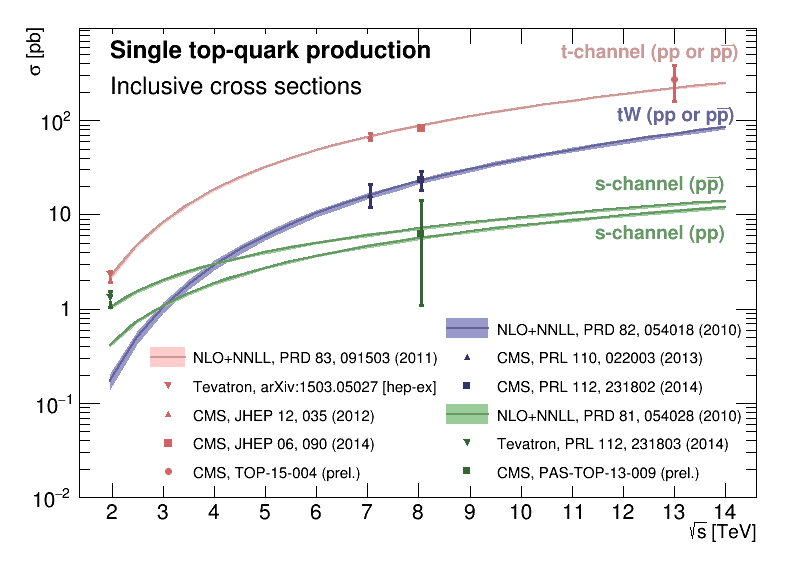 σ [pb]
Single top-quark production
Inclusive cross sections
t-channel (pp or pp̅)
tW (pp or pp̅)
s-channel (pp̅)
s-channel (pp)
10²
10
1
10⁻¹
10⁻²
NLO+NNLL, PRD 83, 091503 (2011)
Tevatron, arXiv:1503.05027 [hep-ex]
CMS, JHEP 12, 035 (2012)
CMS, JHEP 06, 090 (2014)
CMS, TOP-15-004 (prel.)
NLO+NNLL, PRD 82, 054018 (2010)
CMS, PRL 110, 022003 (2013)
CMS, PRL 112, 231802 (2014)
NLO+NNLL, PRD 81, 054028 (2010)
Tevatron, PRL 112, 231803 (2014)
CMS, PAS-TOP-13-009 (prel.)
2 3 4 5 6 7 8 9 10 11 12 13 14
√s [TeV]